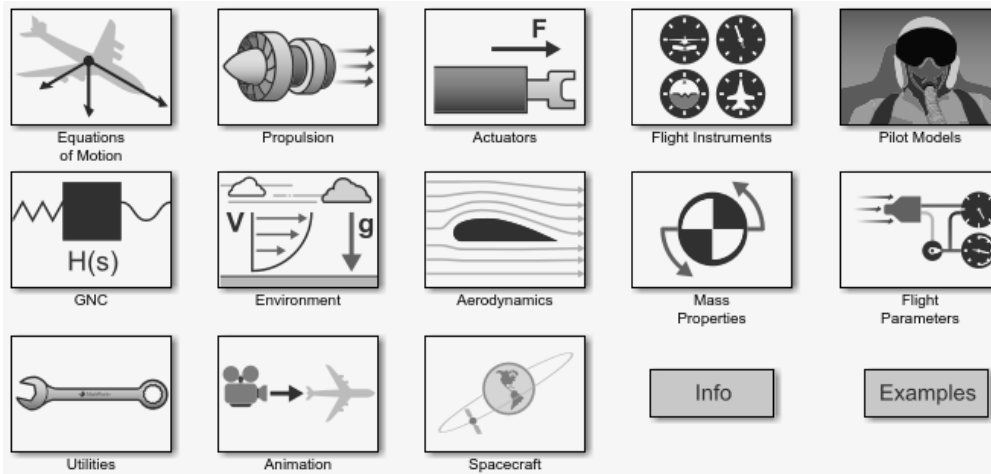 F
Equations
of Motion
Propulsion
Actuators
Flight Instruments
Pilot Models
V
g
H(s)
GNC
Environment
Aerodynamics
Mass
Properties
Flight
Parameters
Info
Examples
Utilities
Animation
Spacecraft